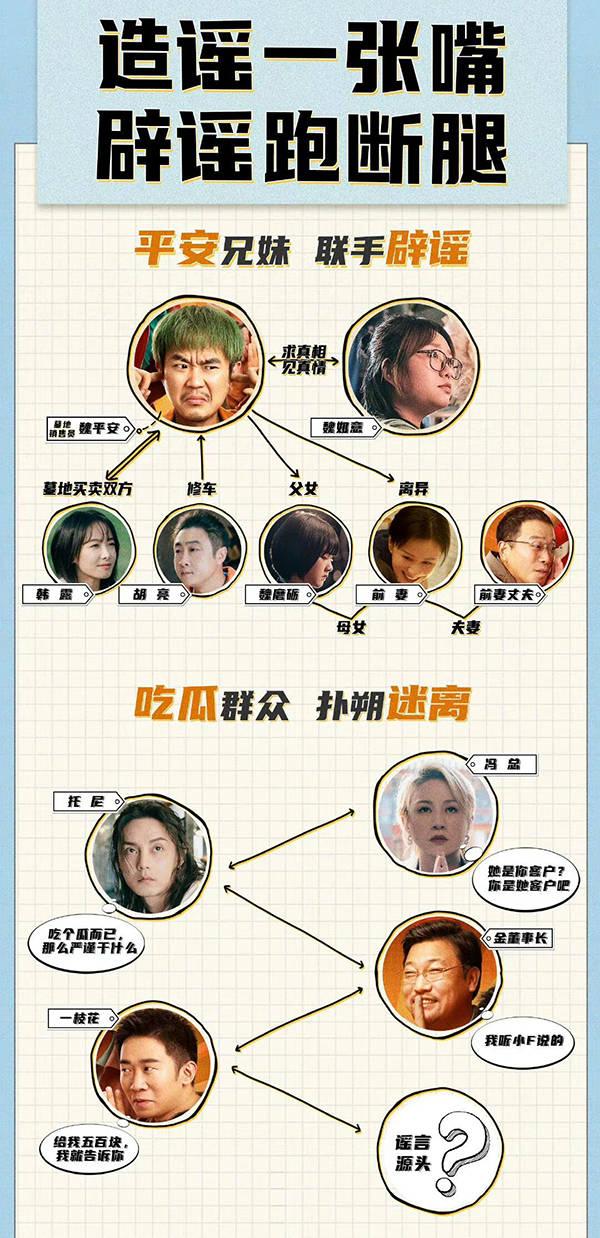 造谣一张嘴
辟谣跑断腿
平安兄妹 联手辟谣
求真相
见真情
墓地
销售员 魏平安
魏如意
墓地买卖双方
修车
父女
离异
韩露
胡亮
魏磨砺
前妻
前妻丈夫
母女
夫妻
吃瓜群众 扑朔迷离
冯总
托尼
她是你客户?
你是她客户吧
吃个瓜而已,
那么严谨干什么
金董事长
一枝花
我听小F说的
给我五百块,
我就告诉你
谣言
源头
?